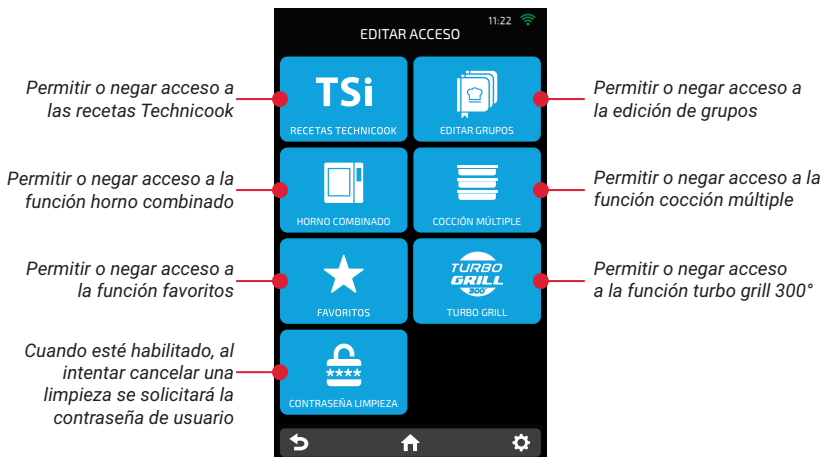 11:22
EDITAR ACCESO
Permitir o negar acceso a
las recetas Technicook
TSi
RECETAS TECHNICOOK
EDITAR GRUPOS
Permitir o negar acceso a
la edición de grupos
Permitir o negar acceso a la
función horno combinado
HORNO COMBINADO
COCCIÓN MÚLTIPLE
Permitir o negar acceso a la
función cocción múltiple
Permitir o negar acceso a
la función favoritos
FAVORITOS
TURBO
GRILL
300°
TURBO GRILL
Permitir o negar acceso
a la función turbo grill 300°
Cuando esté habilitado, al
intentar cancelar una
limpieza se solicitará la
contraseña de usuario
****
CONTRASEÑA LIMPIEZA